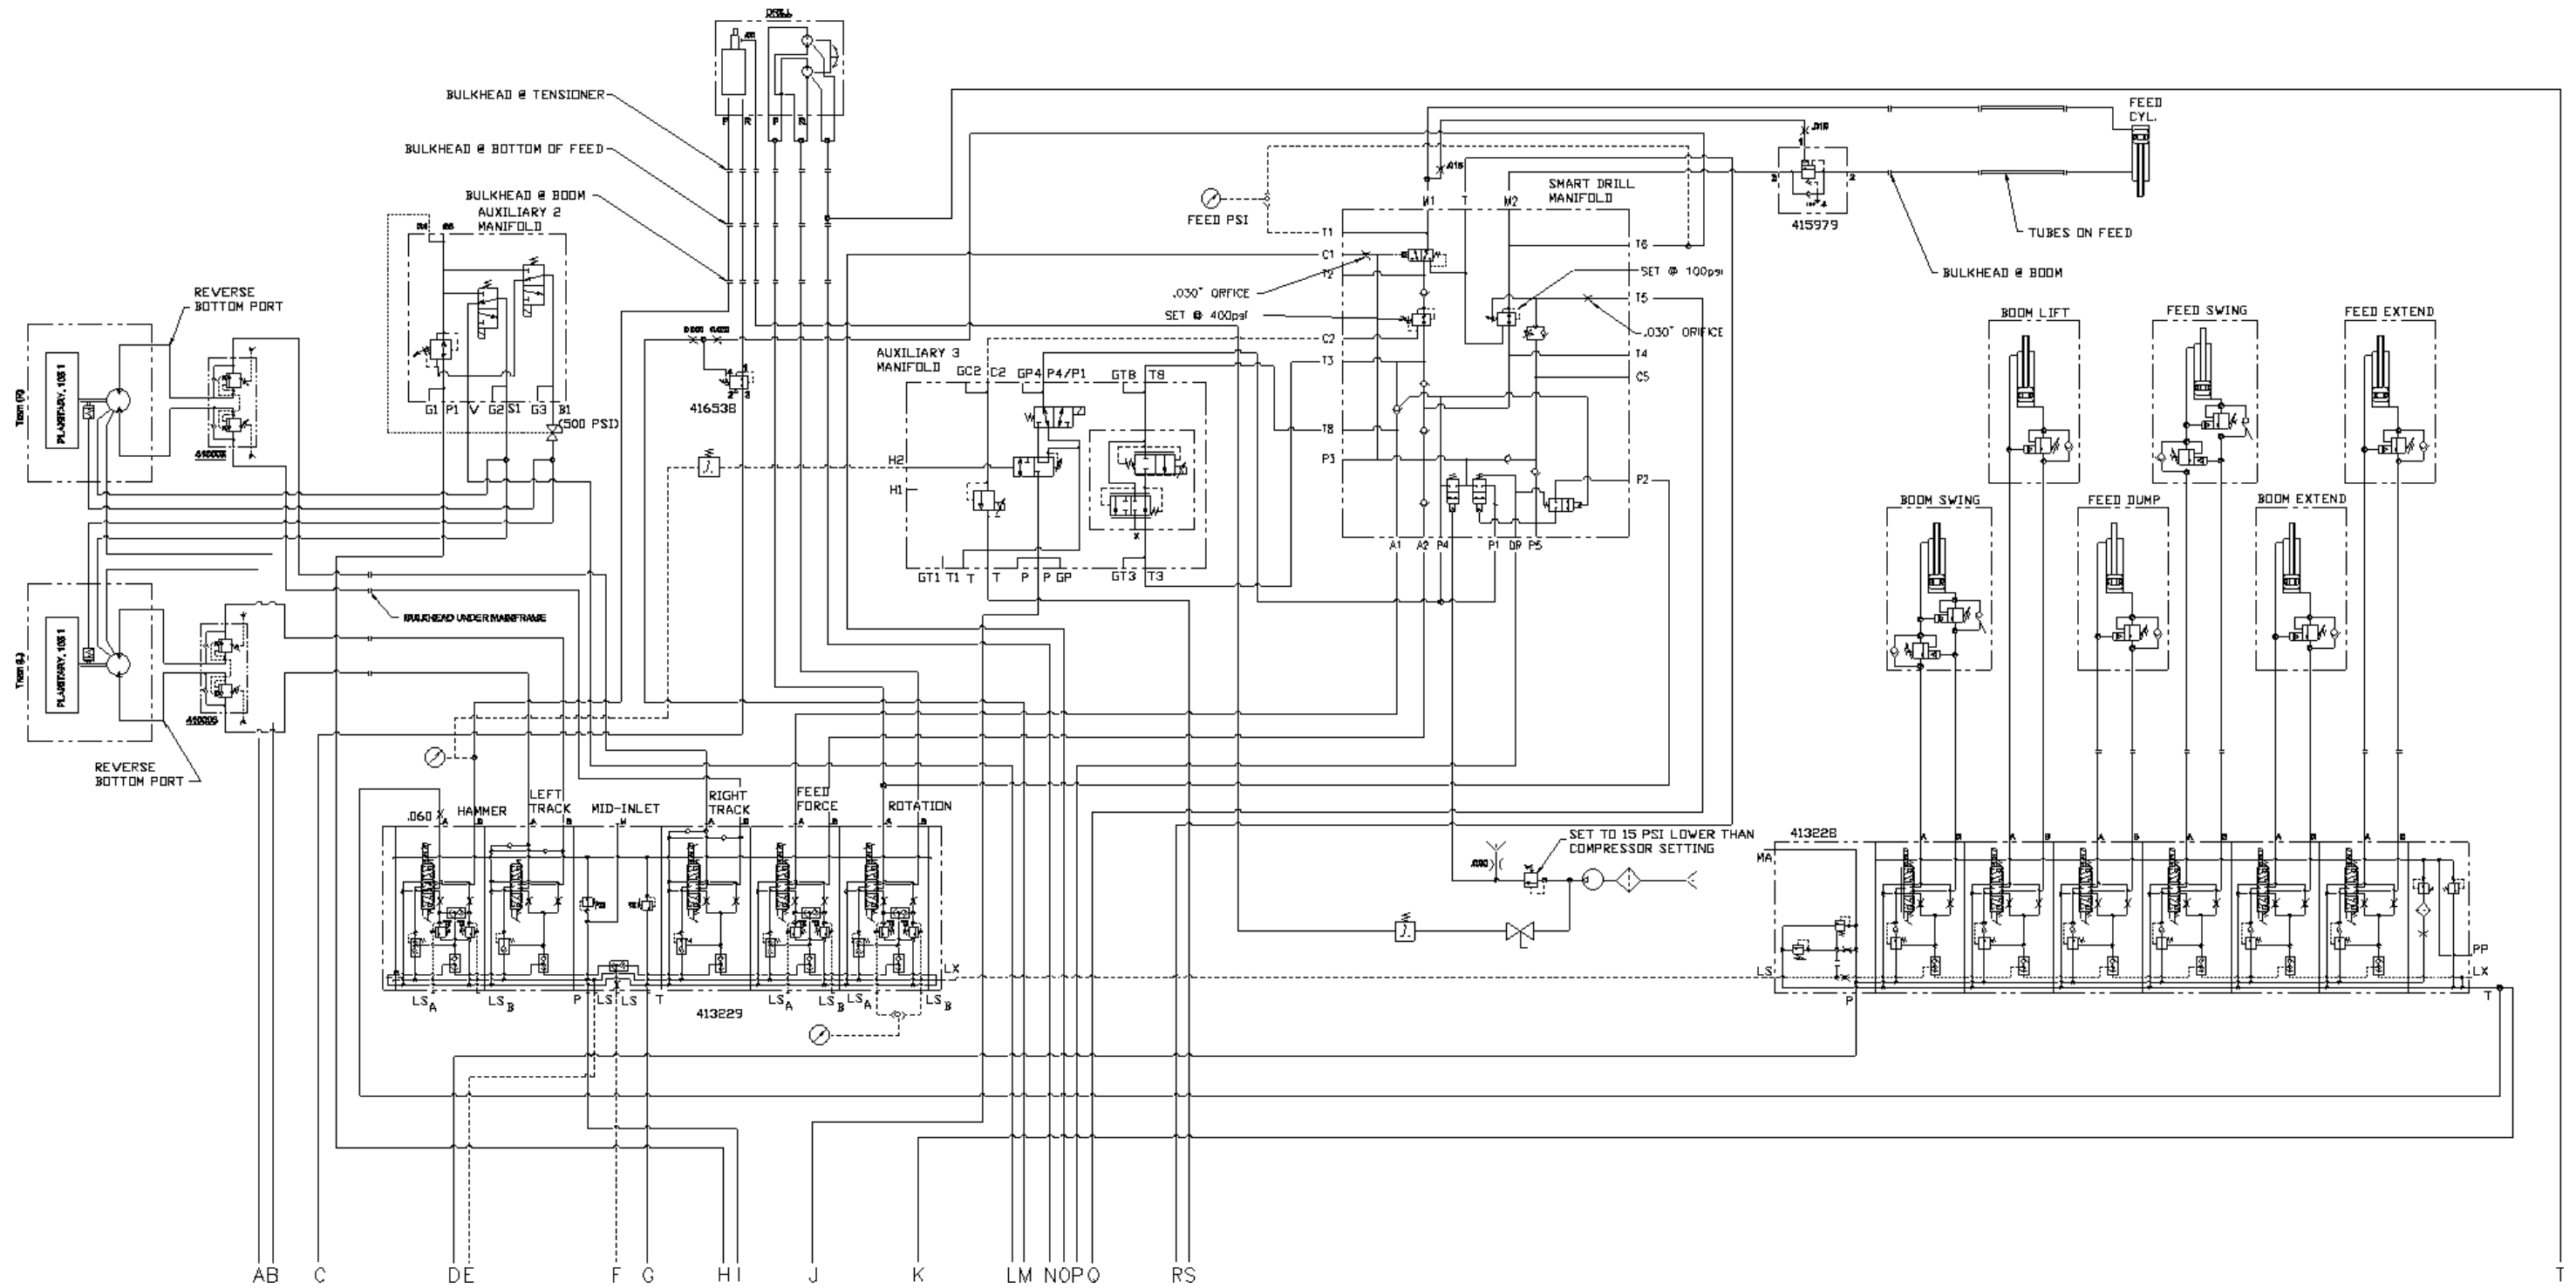 DRILL
BULKHEAD @ TENSIONER
BULKHEAD @ BOTTOM OF FEED
BULKHEAD @ BOOM
AUXILIARY 2
MANIFOLD
G1 P1 V G2 S1 G3 B1
(500 PSI)
REVERSE
BOTTOM PORT
PLANETARY,
BULKHEAD UNDER MAINFRAME
PLANETARY,
REVERSE
BOTTOM PORT
416538
AUXILIARY 3
MANIFOLD
GC2 C2 GP4 P4/P1 GT8 T8
H2
H1
X
GT1 T1 T T P P GP GT3 T3
FEED PSI
SMART DRILL
MANIFOLD
M1 T M2
T1
C1
T2
C2
T3
T8
P3
T6
T5
T4
C5
P2
A1 A2 P4 P1 DR P5
.030" ORFICE
SET @ 400psi
SET @ 100psi
.030" ORIFICE
.015
415979
FEED
CYL.
TUBES ON FEED
BULKHEAD @ BOOM
BOOM LIFT
FEED SWING
FEED EXTEND
BOOM SWING
FEED DUMP
BOOM EXTEND
.060
HAMMER
LEFT
TRACK
MID-INLET
RIGHT
TRACK
FEED
FORCE
ROTATION
A B A B A B A B A B
LX
LSA LSB P LS LS T LSA LSB LSA LSB
413229
SET TO 15 PSI LOWER THAN
COMPRESSOR SETTING
413228
MA
LS
P
PP
LX
T
A B C D E F G H I J K L M N O P Q R S T